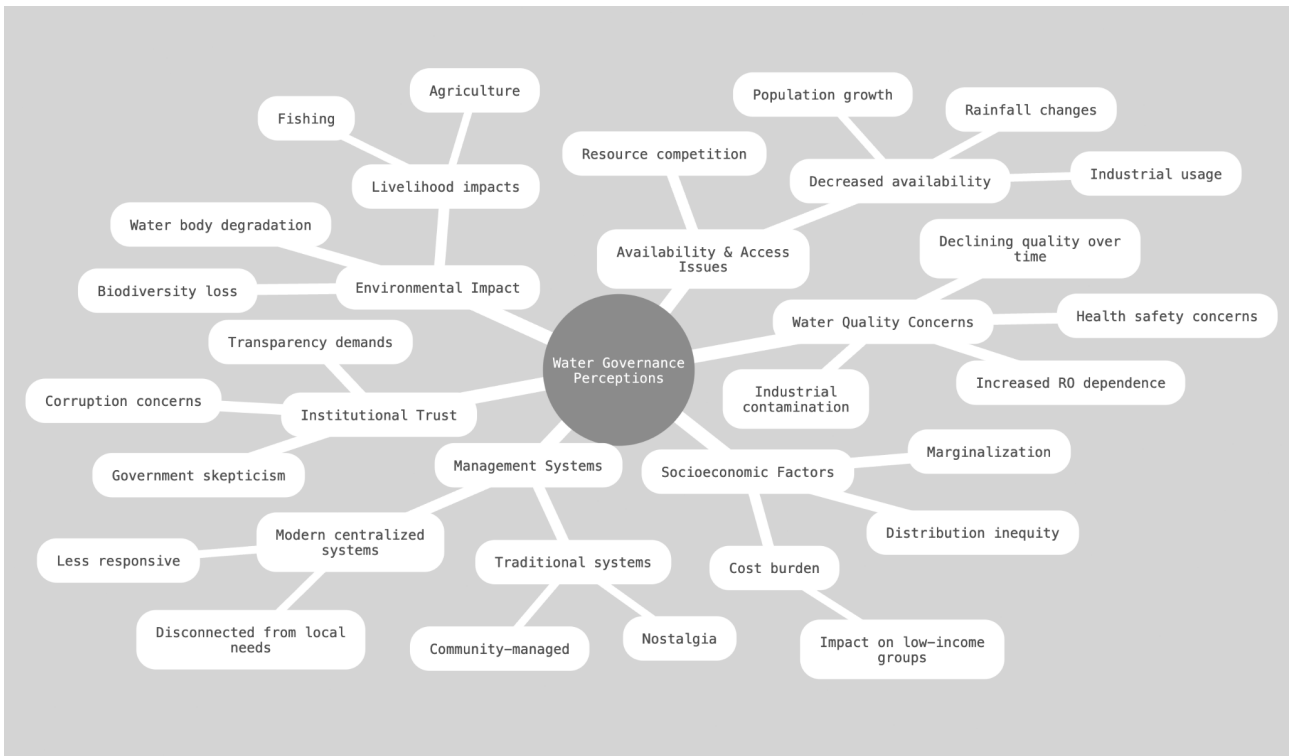 Agriculture
Fishing
Livelihood impacts
Water body degradation
Biodiversity loss
Environmental Impact
Population growth
Rainfall changes
Resource competition
Decreased availability
Industrial usage
Availability & Access
Issues
Declining quality over
time
Water Quality Concerns
Health safety concerns
Increased RO dependence
Industrial
contamination
Water Governance
Perceptions
Transparency demands
Corruption concerns
Institutional Trust
Government skepticism
Management Systems
Modern centralized
systems
Less responsive
Disconnected from local
needs
Traditional systems
Community-managed
Nostalgia
Socioeconomic Factors
Marginalization
Distribution inequity
Cost burden
Impact on low-income
groups